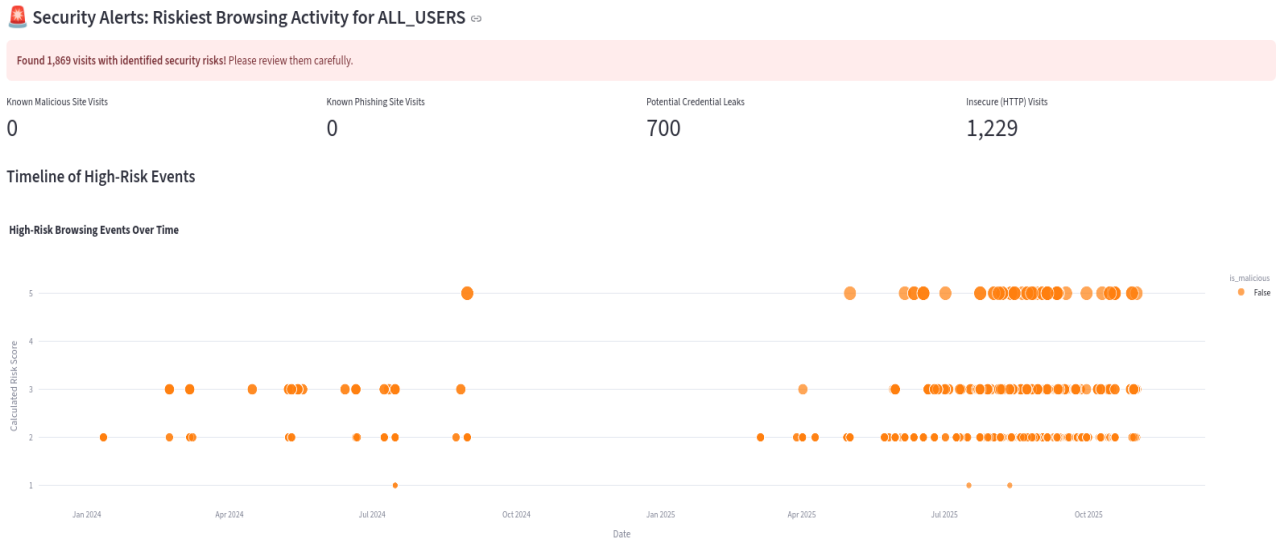 🚨 Security Alerts: Riskiest Browsing Activity for ALL_USERS
Found 1,869 visits with identified security risks! Please review them carefully.
Known Malicious Site Visits
0
Known Phishing Site Visits
0
Potential Credential Leaks
700
Insecure (HTTP) Visits
1,229
Timeline of High-Risk Events
High-Risk Browsing Events Over Time
is_malicious
False
Calculated Risk Score
5
4
3
2
1
Jan 2024 Apr 2024 Jul 2024 Oct 2024 Jan 2025 Apr 2025 Jul 2025 Oct 2025
Date